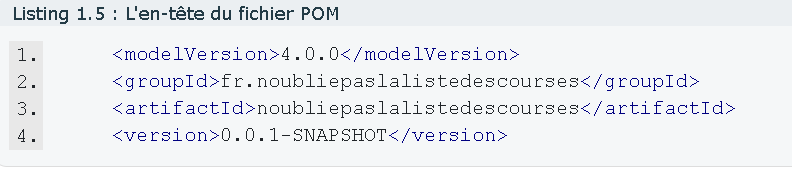 Listing 1.5 : L'en-tête du fichier POM
1. <modelVersion>4.0.0</modelVersion>
2. <groupId>fr.noubliepaslalistedescourses</groupId>
3. <artifactId>noubliepaslalistedescourses</artifactId>
4. <version>0.0.1-SNAPSHOT</version>